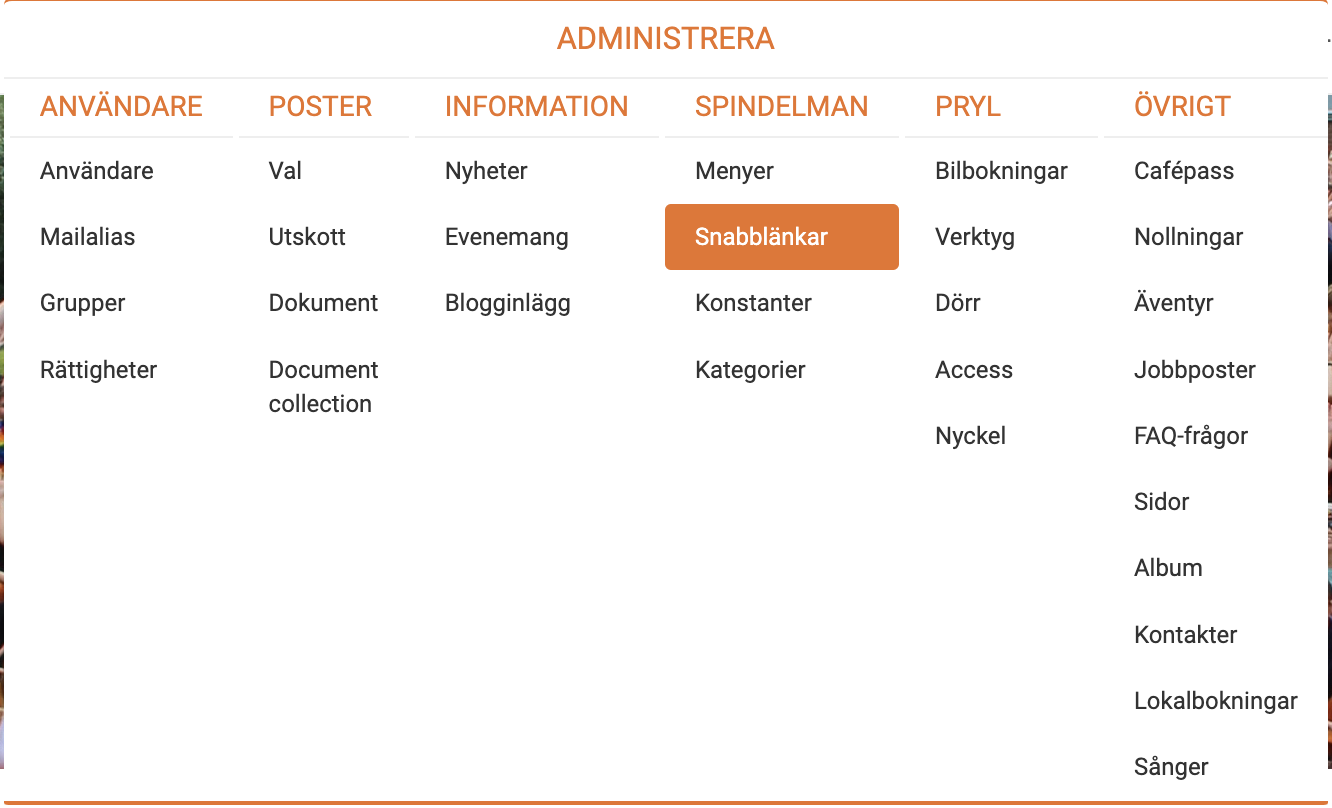 ADMINISTRERA
ANVÄNDARE
Användare
Mailalias
Grupper
Rättigheter
POSTER
Val
Utskott
Dokument
Document
collection
INFORMATION
Nyheter
Evenemang
Blogginlägg
SPINDELMAN
Menyer
Snabblänkar
Konstanter
Kategorier
PRYL
Bilbokningar
Verktyg
Dörr
Access
Nyckel
ÖVRIGT
Cafépass
Nollningar
Äventyr
Jobbposter
FAQ-frågor
Sidor
Album
Kontakter
Lokalbokningar
Sånger